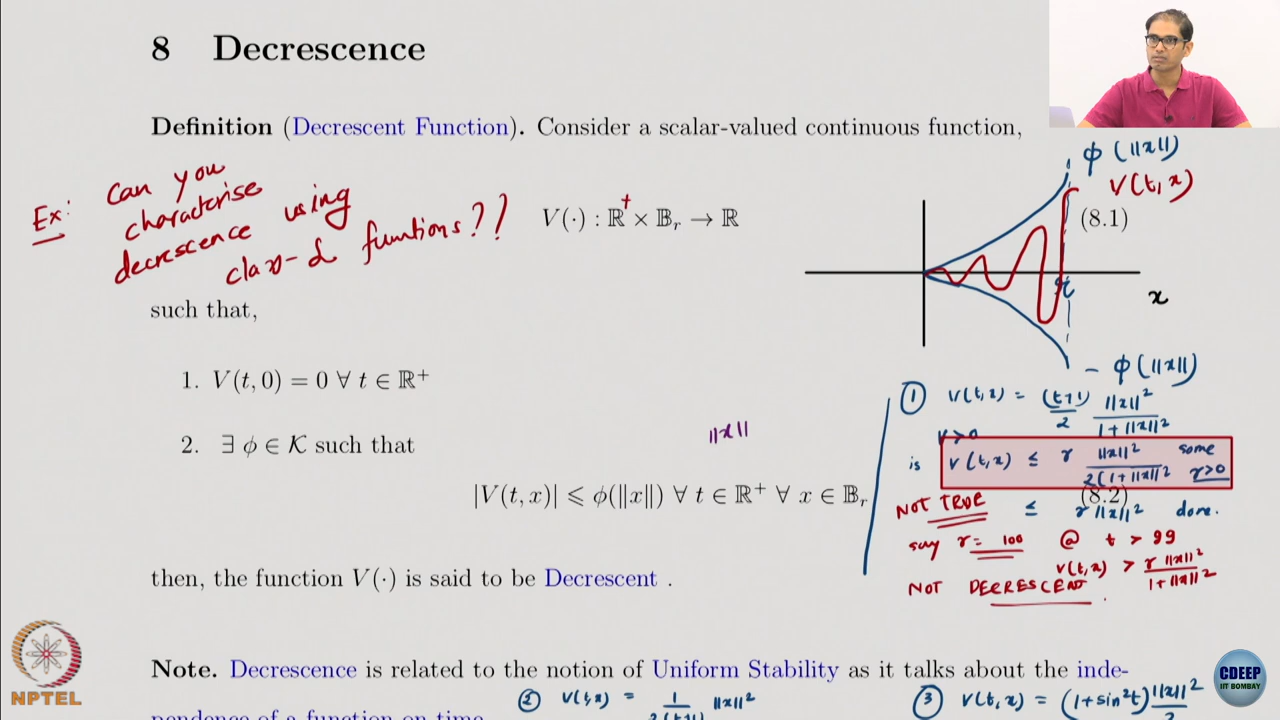 8 Decrescence
Definition (Decrescent Function). Consider a scalar-valued continuous function,
Ex: Can you
characterise
decrescence using
class-L functions??
V(·) : ℝ⁺ × 𝔹ᵣ → ℝ
(8.1)
ϕ(||x||)
V(t,x)
r
x
- ϕ(||x||)
such that,
1. V(t, 0) = 0 ∀ t ∈ ℝ⁺
2. ∃ ϕ ∈ 𝒦 such that
||x||
|V(t, x)| ⩽ ϕ(‖x‖) ∀ t ∈ ℝ⁺ ∀ x ∈ 𝔹ᵣ
(8.2)
① V(t,x) = (t+1)/2 ||x||²/(1+||x||²)
V>0
is V(t,x) ≤ r ||x||²/2(1+||x||²) some r>0
NOT TRUE ≤ r||x||² done.
say r = 100 @ t > 99
V(t,x) > r||x||²/(1+||x||²)
NOT DECRESCENT.
then, the function V(·) is said to be Decrescent .
Note. Decrescence is related to the notion of Uniform Stability as it talks about the inde-
pendence of a function on time
② V(t,x) = 1/2(t+1) ||x||²
③ V(t,x) = (1+sin²t) ||x||²/2
NPTEL
CDEEP
IIT BOMBAY